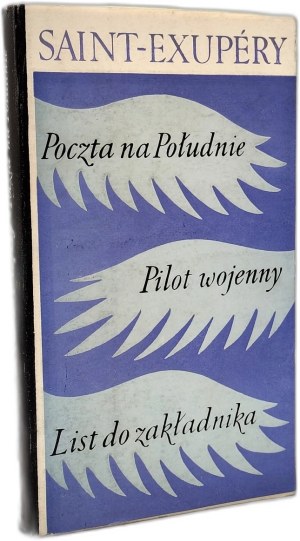 SAINT-EXUPÉRY
Poczta na Południe
Pilot wojenny
List do zakładnika